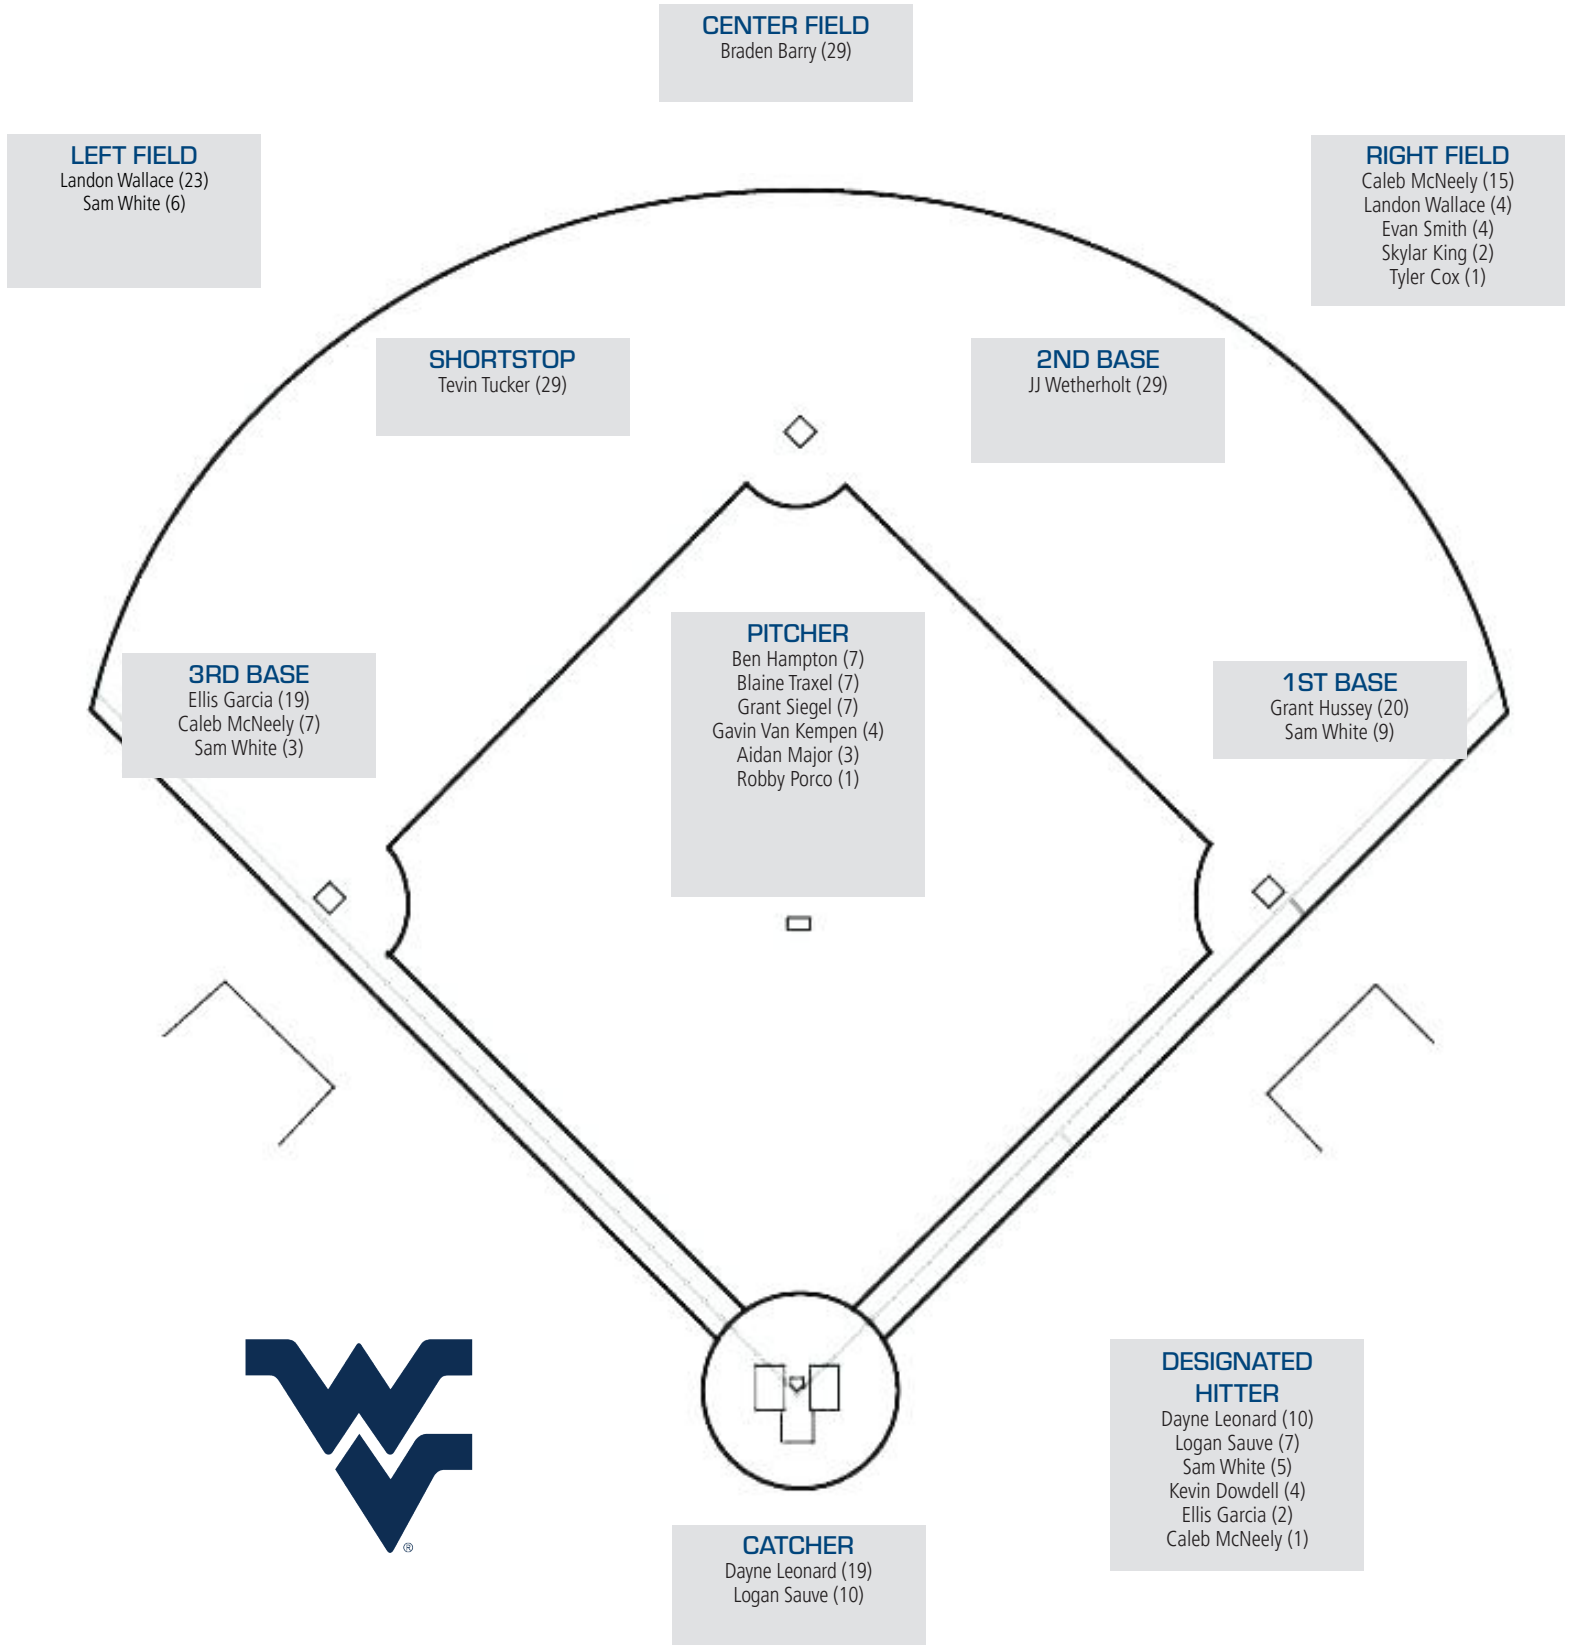 CENTER FIELD
Braden Barry (29)
LEFT FIELD
Landon Wallace (23)
Sam White (6)
RIGHT FIELD
Caleb McNeely (15)
Landon Wallace (4)
Evan Smith (4)
Skylar King (2)
Tyler Cox (1)
SHORTSTOP
Tevin Tucker (29)
2ND BASE
JJ Wetherholt (29)
3RD BASE
Ellis Garcia (19)
Caleb McNeely (7)
Sam White (3)
PITCHER
Ben Hampton (7)
Blaine Traxel (7)
Grant Siegel (7)
Gavin Van Kempen (4)
Aidan Major (3)
Robby Porco (1)
1ST BASE
Grant Hussey (20)
Sam White (9)
WV
®
DESIGNATED
HITTER
Dayne Leonard (10)
Logan Sauve (7)
Sam White (5)
Kevin Dowdell (4)
Ellis Garcia (2)
Caleb McNeely (1)
CATCHER
Dayne Leonard (19)
Logan Sauve (10)